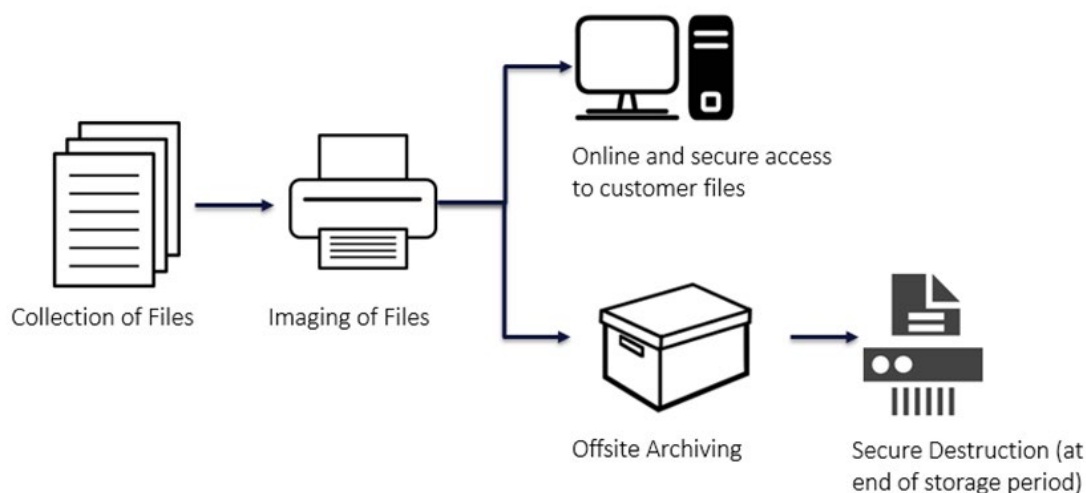 Online and secure access
to customer files
Collection of Files
Imaging of Files
Offsite Archiving
Secure Destruction (at
end of storage period)